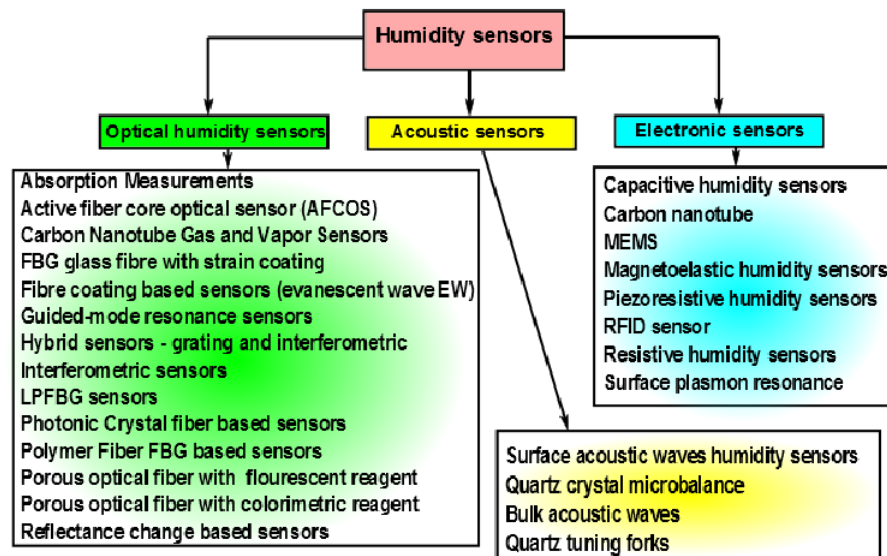 Humidity sensors
Optical humidity sensors
Acoustic sensors
Electronic sensors
Absorption Measurements
Active fiber core optical sensor (AFCOS)
Carbon Nanotube Gas and Vapor Sensors
FBG glass fibre with strain coating
Fibre coating based sensors (evanescent wave EW)
Guided-mode resonance sensors
Hybrid sensors - grating and interferometric
Interferometric sensors
LPFBG sensors
Photonic Crystal fiber based sensors
Polymer Fiber FBG based sensors
Porous optical fiber with flourescent reagent
Porous optical fiber with colorimetric reagent
Reflectance change based sensors
Capacitive humidity sensors
Carbon nanotube
MEMS
Magnetoelastic humidity sensors
Piezoresistive humidity sensors
RFID sensor
Resistive humidity sensors
Surface plasmon resonance
Surface acoustic waves humidity sensors
Quartz crystal microbalance
Bulk acoustic waves
Quartz tuning forks